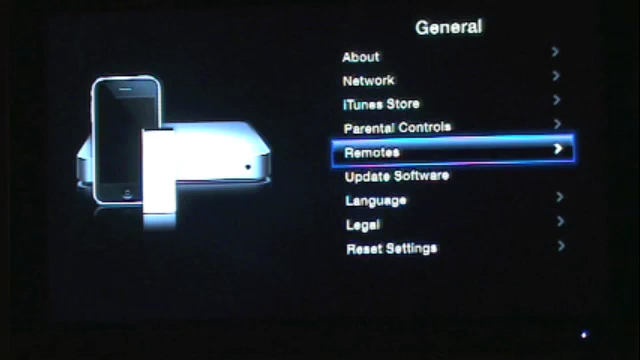 General
About
Network
iTunes Store
Parental Controls
Remotes
Update Software
Language
Legal
Reset Settings